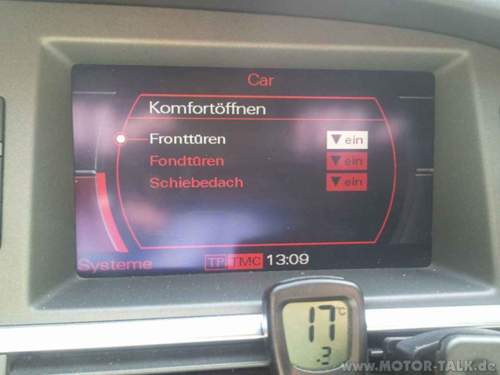 Car
Komfortöffnen
Fronttüren ▼ ein
Fondtüren ▼ ein
Schiebedach ▼ ein
Systeme TP TMC 13:09
17°C
.3
www.MOTOR-TALK.de